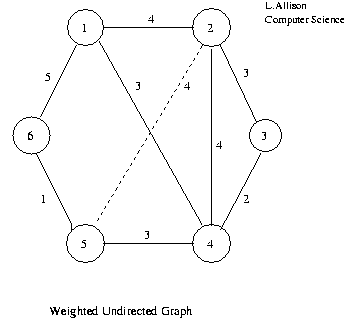 L.Allison
Computer Science
1 4 2
5 3 4 3
6 4 3
1 2
5 3 4
Weighted Undirected Graph